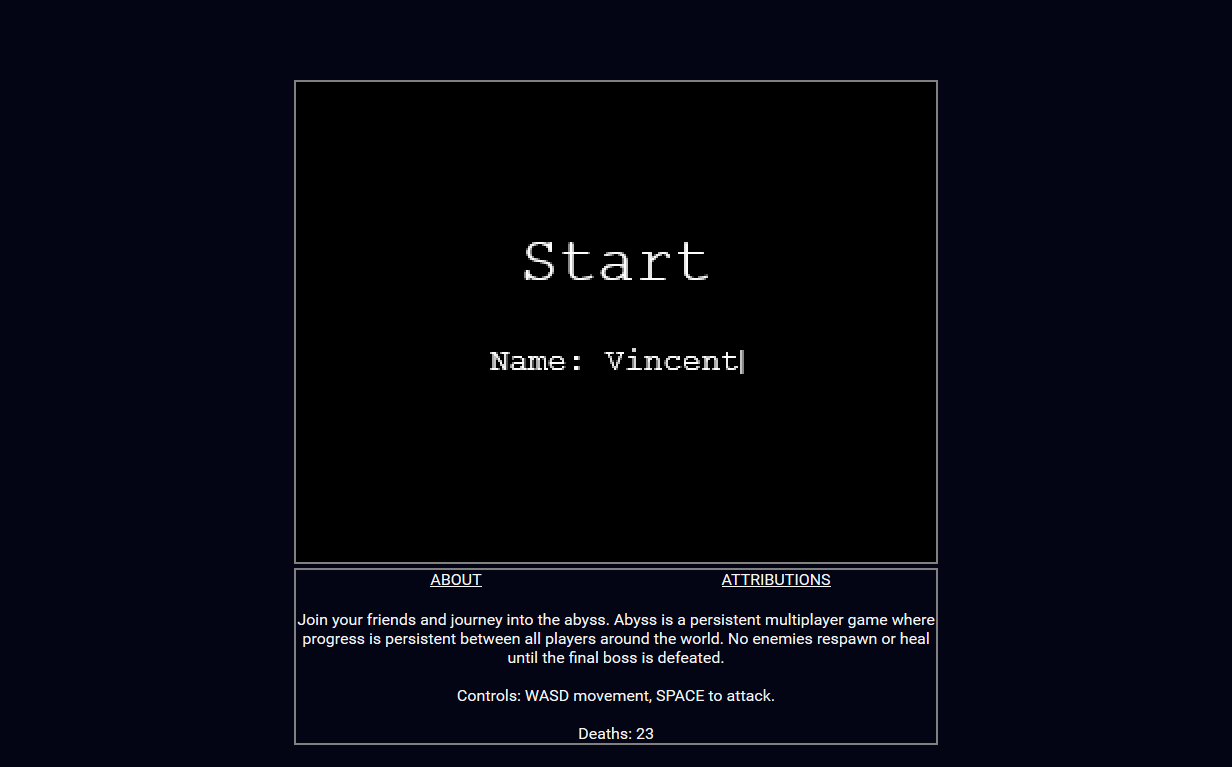 Start
Name: Vincent
ABOUT ATTRIBUTIONS
Join your friends and journey into the abyss. Abyss is a persistent multiplayer game where
progress is persistent between all players around the world. No enemies respawn or heal
until the final boss is defeated.
Controls: WASD movement, SPACE to attack.
Deaths: 23